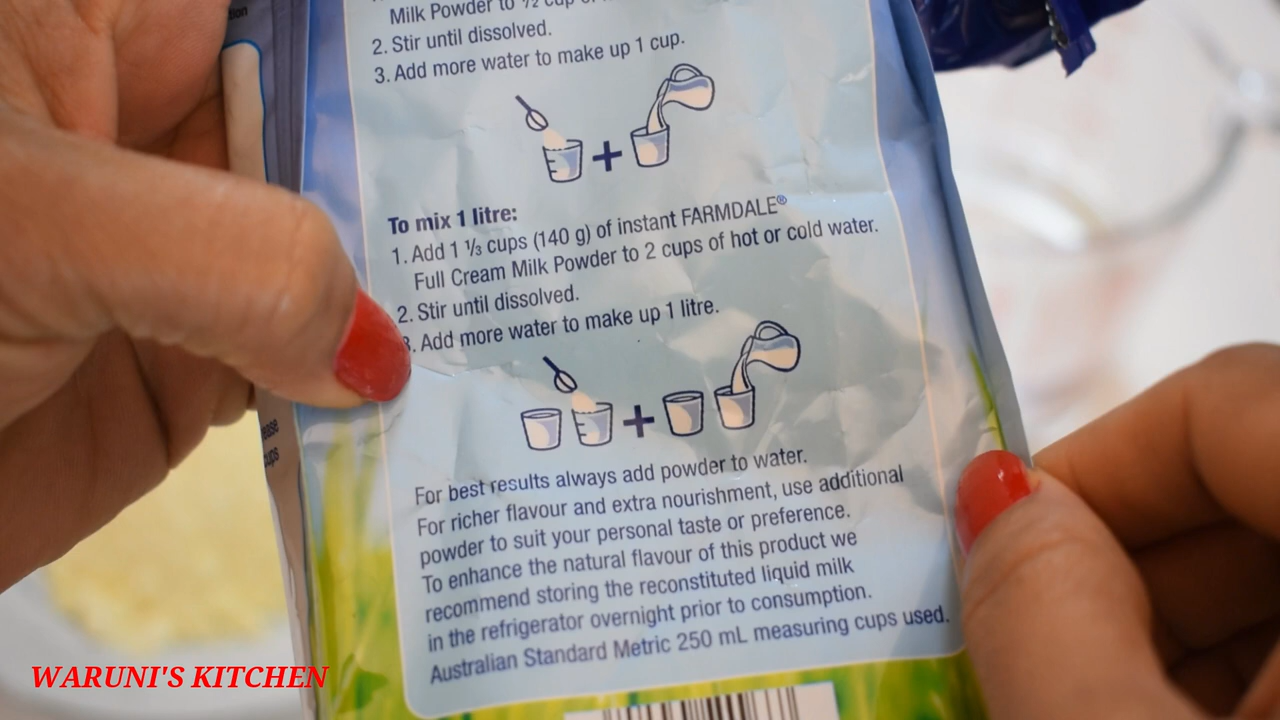 Milk Powder to ½ cup
2. Stir until dissolved.
3. Add more water to make up 1 cup.
To mix 1 litre:
1. Add 1 ⅓ cups (140 g) of instant FARMDALE®
Full Cream Milk Powder to 2 cups of hot or cold water.
2. Stir until dissolved.
3. Add more water to make up 1 litre.
For best results always add powder to water.
For richer flavour and extra nourishment, use additional
powder to suit your personal taste or preference.
To enhance the natural flavour of this product we
recommend storing the reconstituted liquid milk
in the refrigerator overnight prior to consumption.
Australian Standard Metric 250 mL measuring cups used.
WARUNI'S KITCHEN